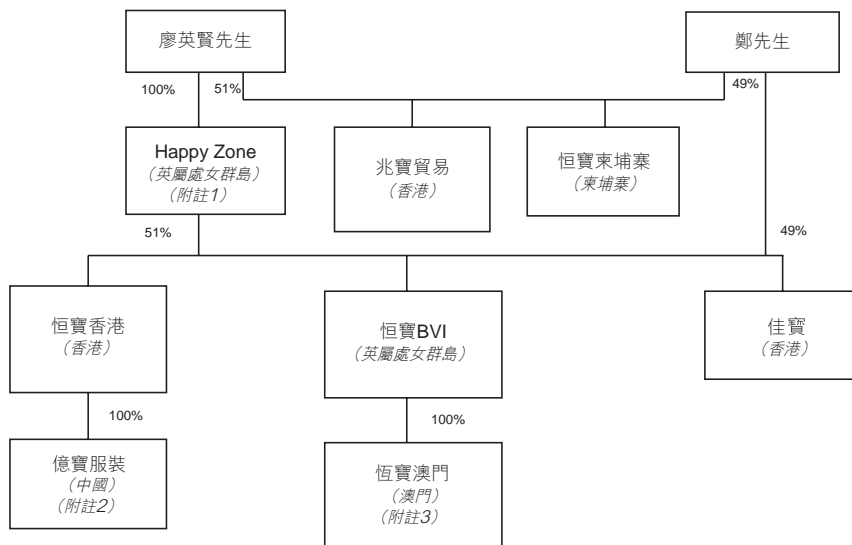 廖英賢先生
鄭先生
100%
51%
49%
Happy Zone
（英屬處女群島）
（附註1）
兆寶貿易
（香港）
恒寶柬埔寨
（柬埔寨）
51%
49%
恒寶香港
（香港）
恒寶BVI
（英屬處女群島）
佳寶
（香港）
100%
100%
億寶服裝
（中國）
（附註2）
恆寶澳門
（澳門）
（附註3）